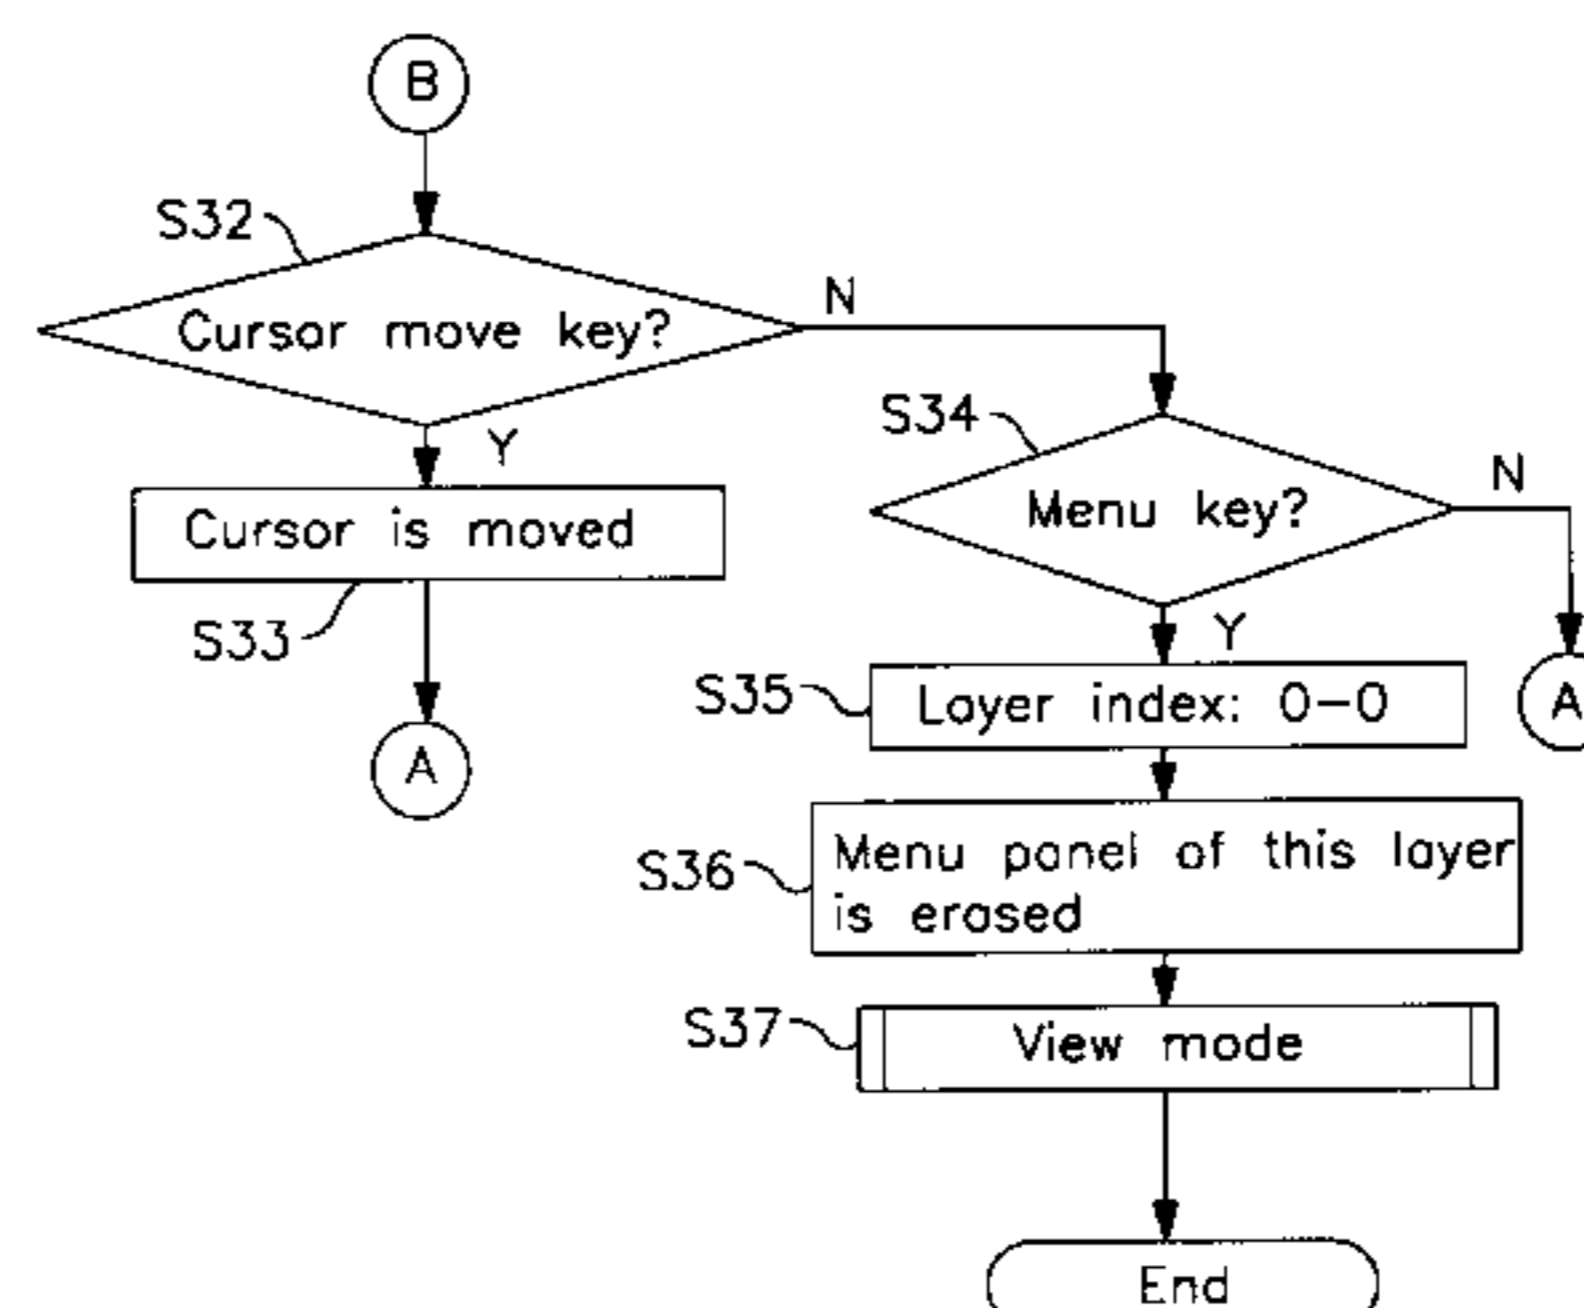 B
S32
Cursor move key?
N
Y
S34
Menu key?
N
Cursor is moved
S33
Y
A
S35
Layer index: 0-0
A
S36
Menu panel of this layer
is erased
S37
View mode
End